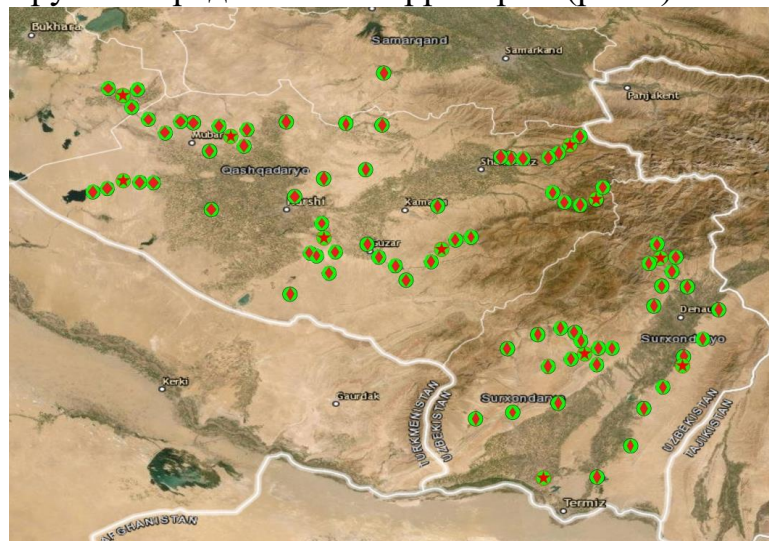 Bukhara
Samarqand
Samarkand
Panjakent
Mubar
Qashqadaryo
Karshi
Guzar
Denau
Surxondaryo
Kerki
Gaurdak
Surxondaryo
TURKMENISTAN
UZBEKISTAN
UZBEKISTAN
TAJIKISTAN
Termiz
AFGHANISTAN